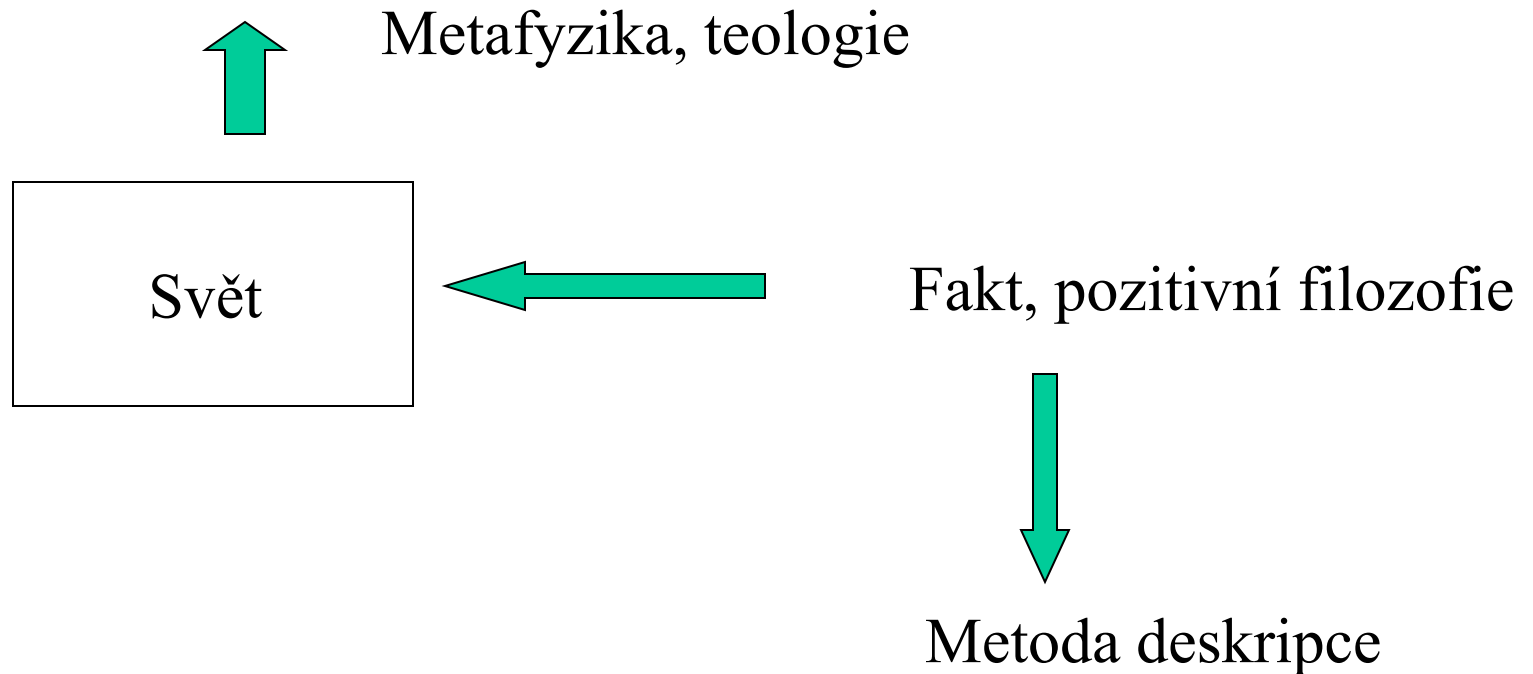 Metafyzika, teologie
Svět
Fakt, pozitivní filozofie
Metoda deskripce